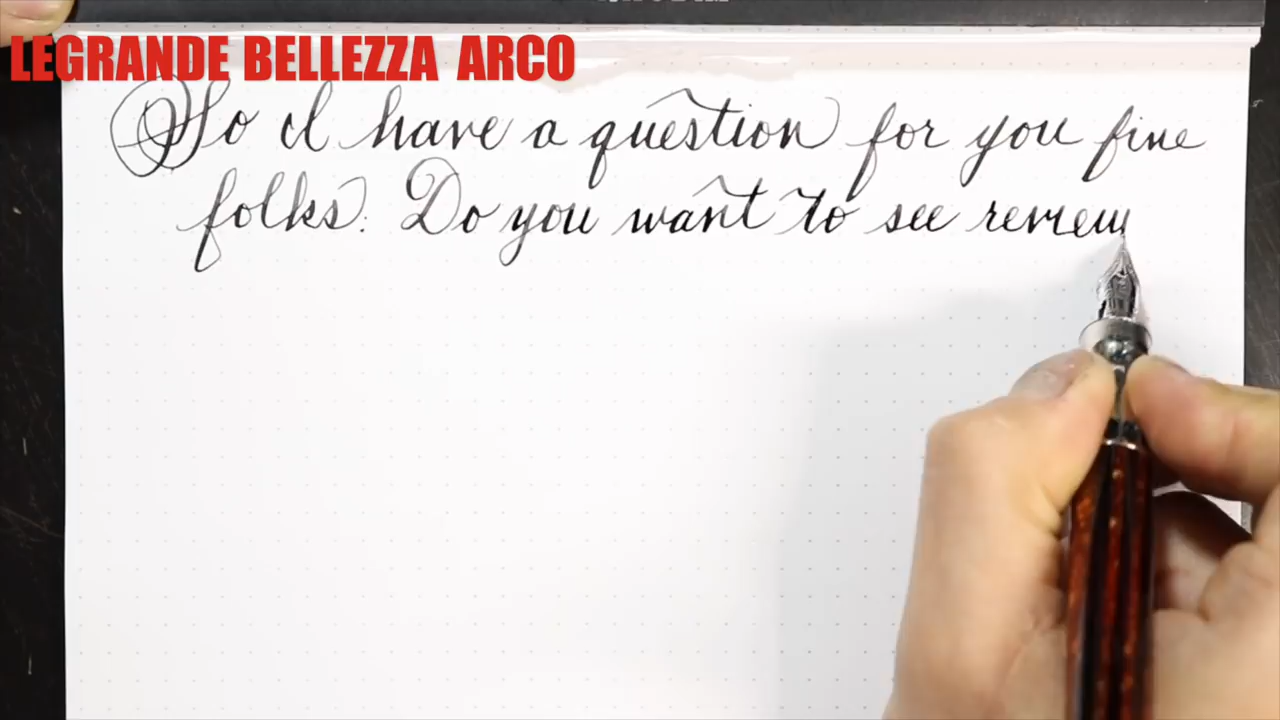 LEGRANDE BELLEZZA ARCO
So I have a question for you fine
folks. Do you want to see review